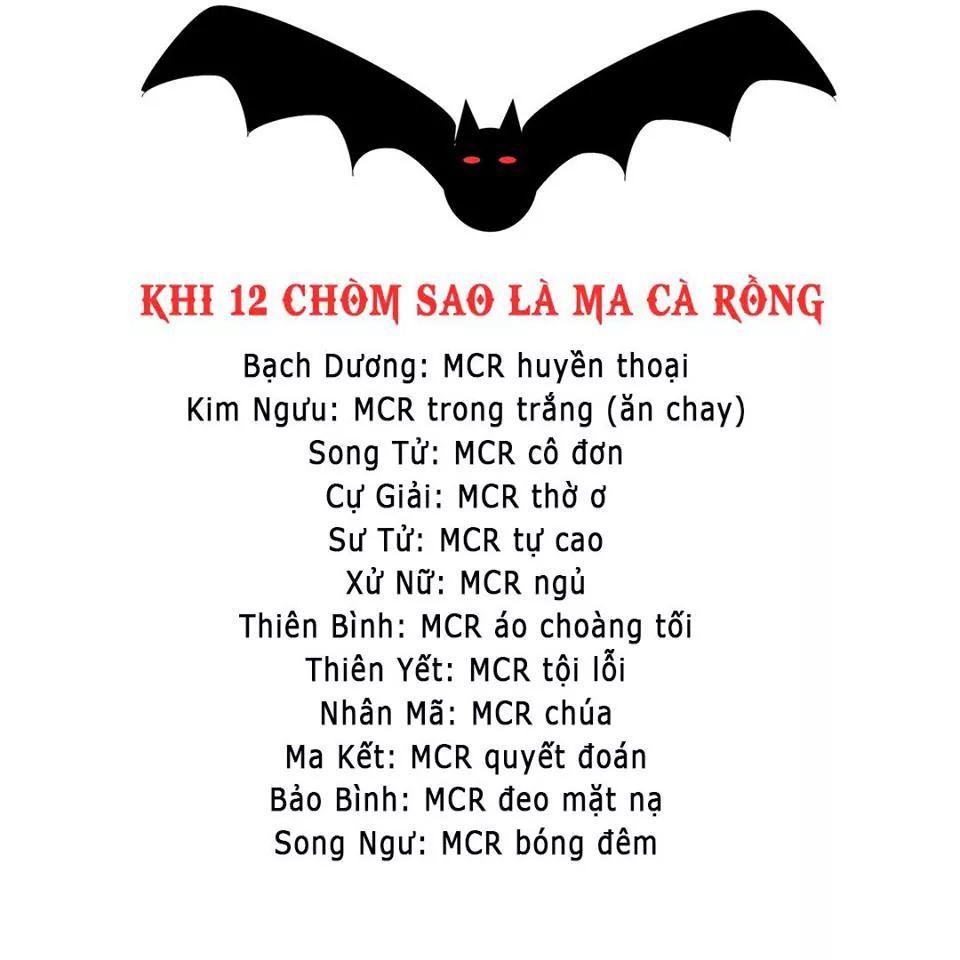 KHI 12 CHÒM SAO LÀ MA CÀ RỒNG
Bạch Dương: MCR huyền thoại
Kim Ngưu: MCR trong trắng (ăn chay)
Song Tử: MCR cô đơn
Cự Giải: MCR thờ ơ
Sư Tử: MCR tự cao
Xử Nữ: MCR ngủ
Thiên Bình: MCR áo choàng tối
Thiên Yết: MCR tội lỗi
Nhân Mã: MCR chúa
Ma Kết: MCR quyết đoán
Bảo Bình: MCR đeo mặt nạ
Song Ngư: MCR bóng đêm